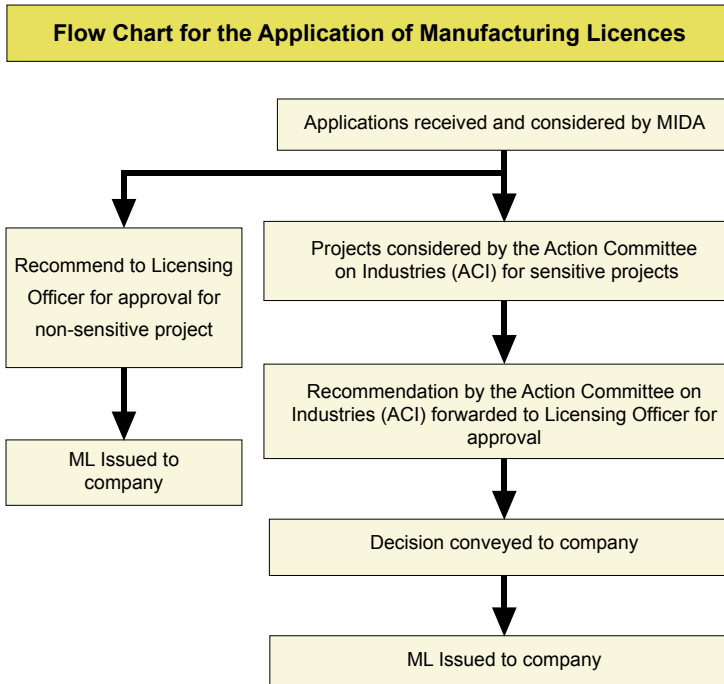 Flow Chart for the Application of Manufacturing Licences
Applications received and considered by MIDA
Recommend to Licensing
Officer for approval for
non-sensitive project
ML Issued to
company
Projects considered by the Action Committee
on Industries (ACI) for sensitive projects
Recommendation by the Action Committee on
Industries (ACI) forwarded to Licensing Officer for
approval
Decision conveyed to company
ML Issued to company